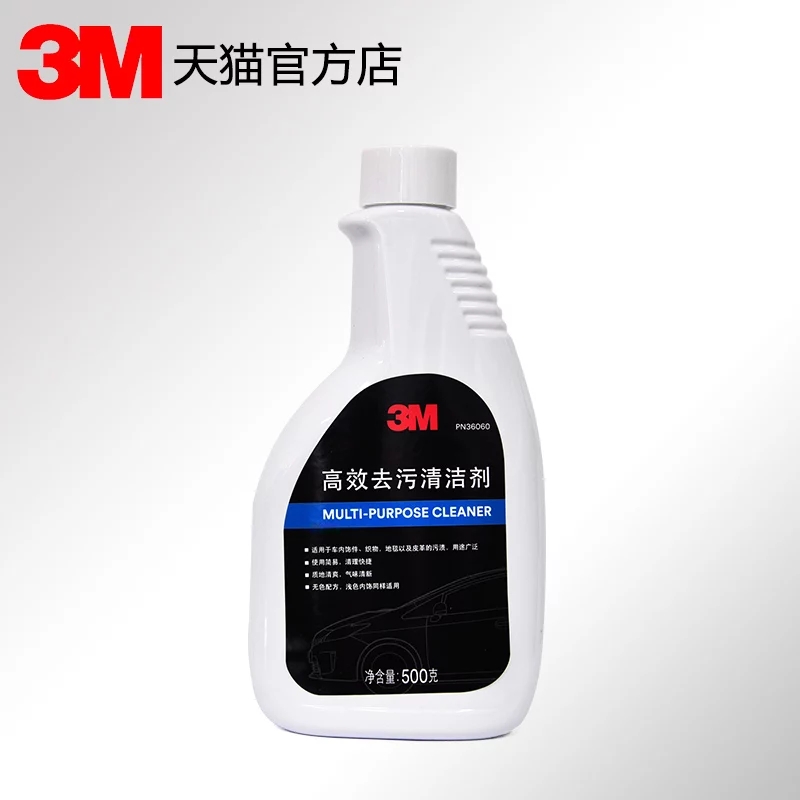 3M 天猫官方店
3M
PN36060
高效去污清洁剂
MULTI-PURPOSE CLEANER
■ 适用于车内饰件、织物、地毯以及皮革的污渍，用途广泛
■ 使用简易，清理快捷
■ 质地清爽，气味清新
■ 无色配方，浅色内饰同样适用
净含量: 500克